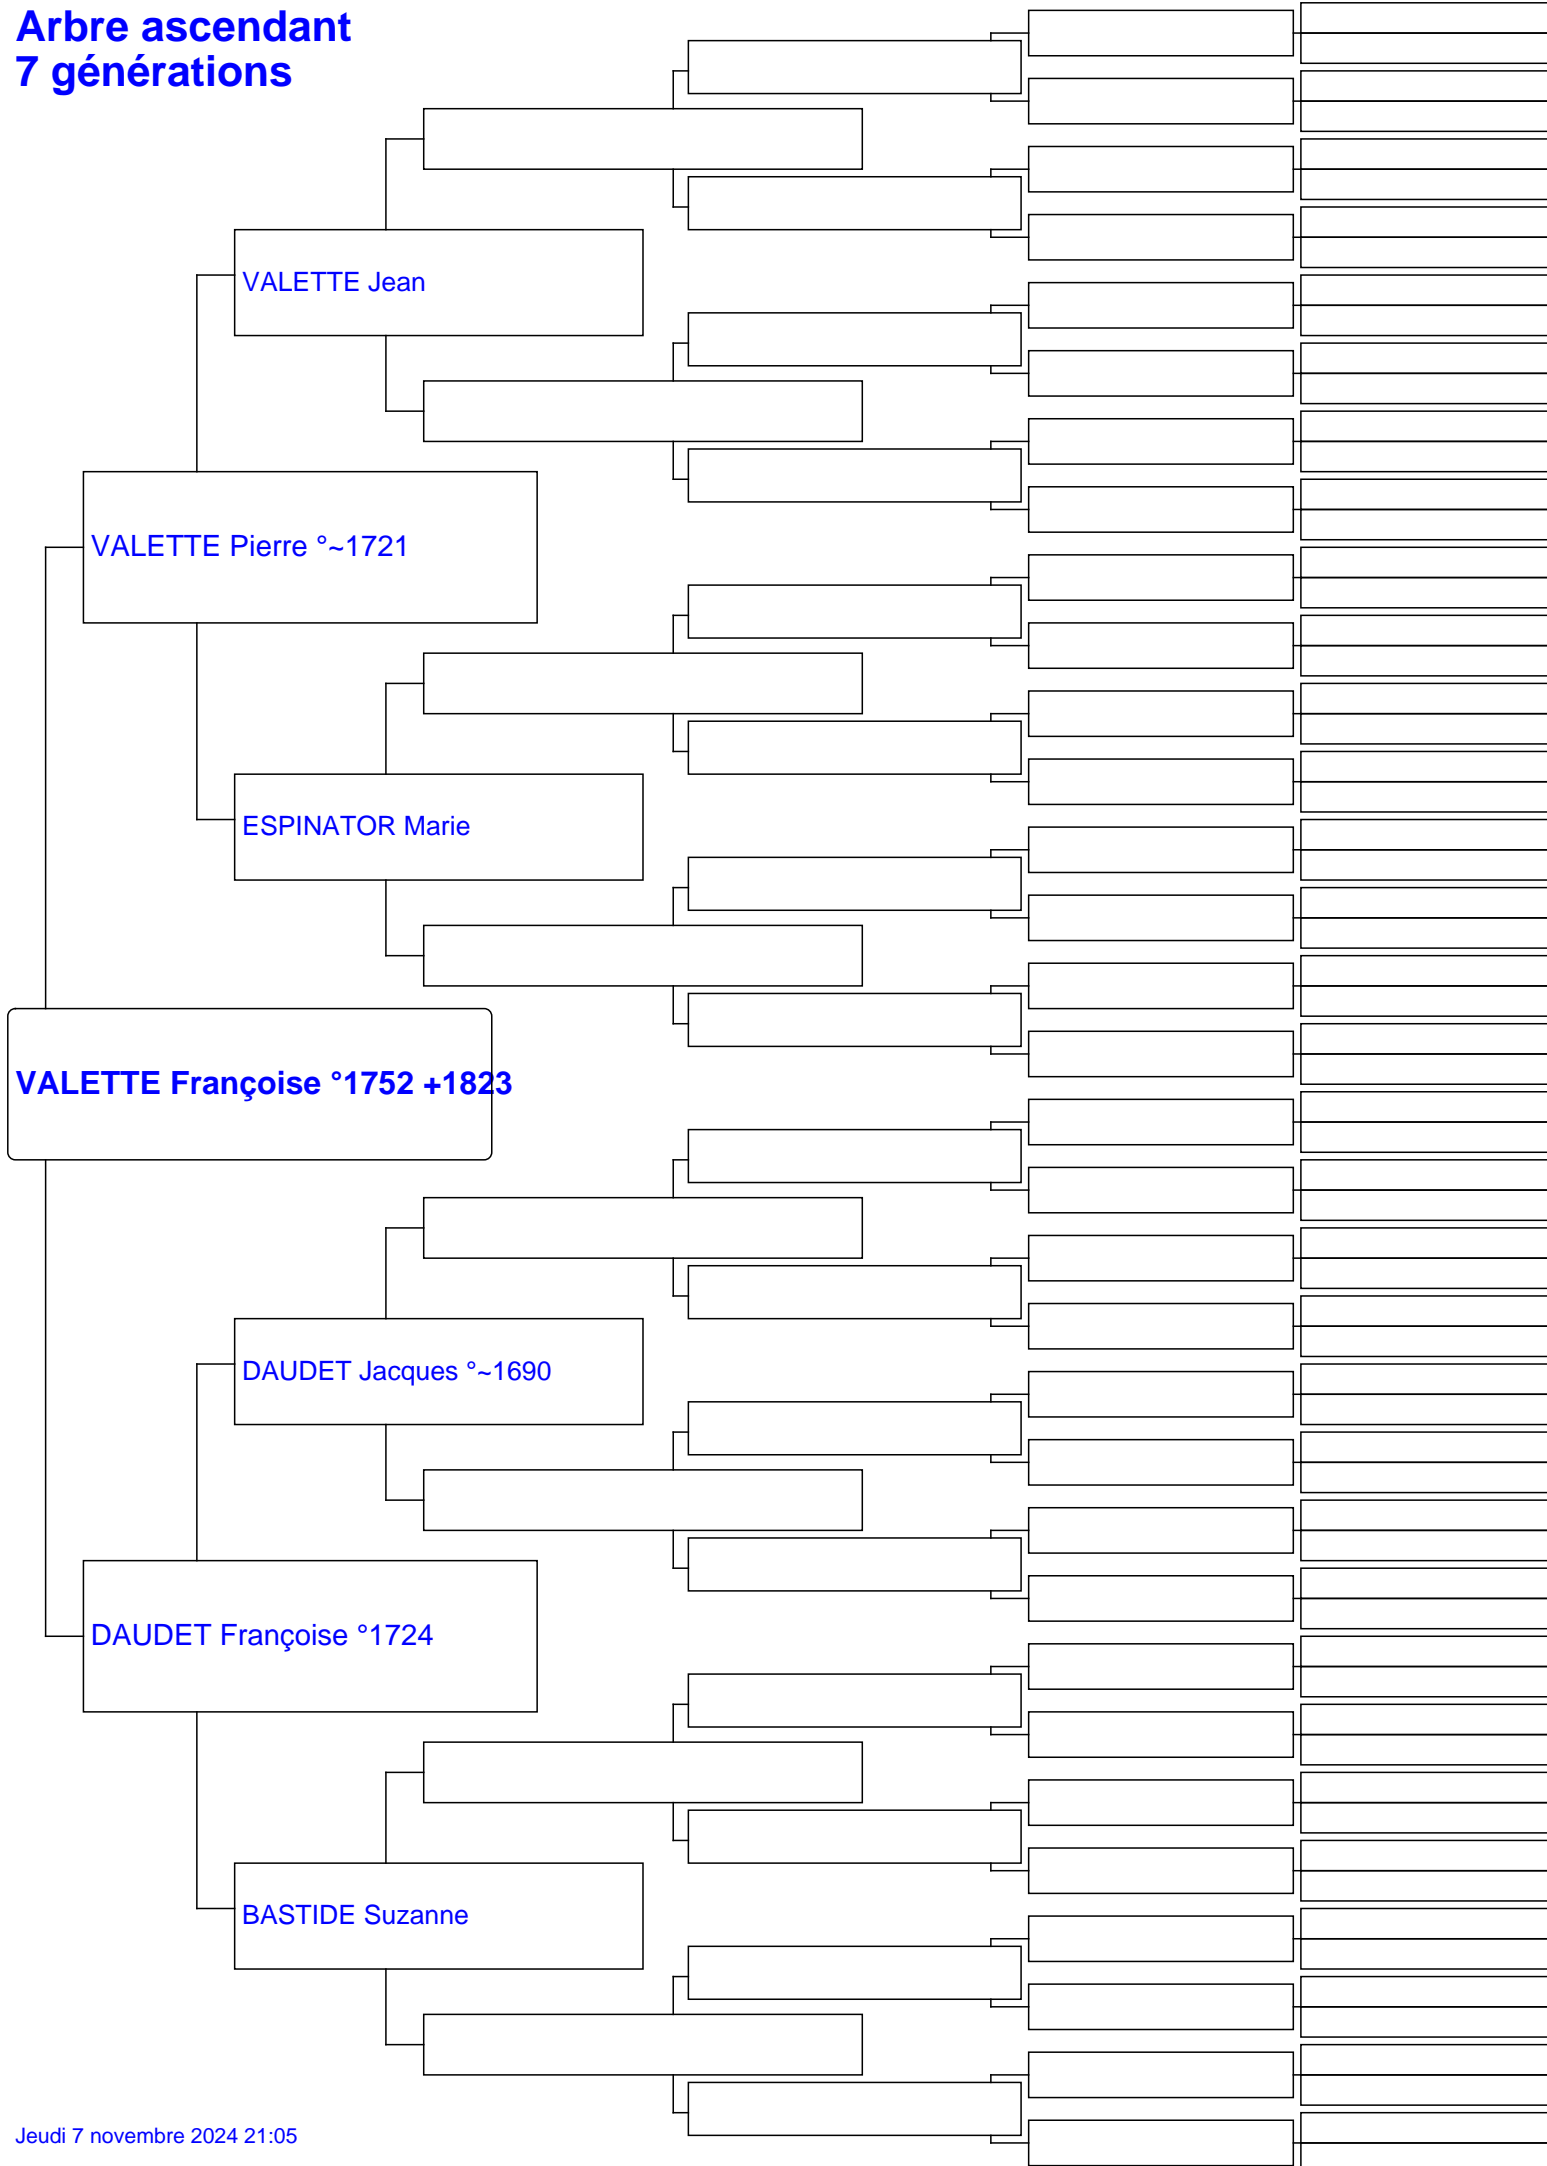 Arbre ascendant
7 générations
VALETTE Jean
VALETTE Pierre °~1721
ESPINATOR Marie
VALETTE Françoise °1752 +1823
DAUDET Jacques °~1690
DAUDET Françoise °1724
BASTIDE Suzanne
Jeudi 7 novembre 2024 21:05